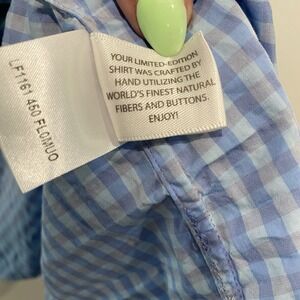 YOUR LIMITED-EDITION
SHIRT WAS CRAFTED BY
HAND UTILIZING THE
WORLD'S FINEST NATURAL
FIBERS AND BUTTONS.
ENJOY!
LF1161 450 FLGMUO